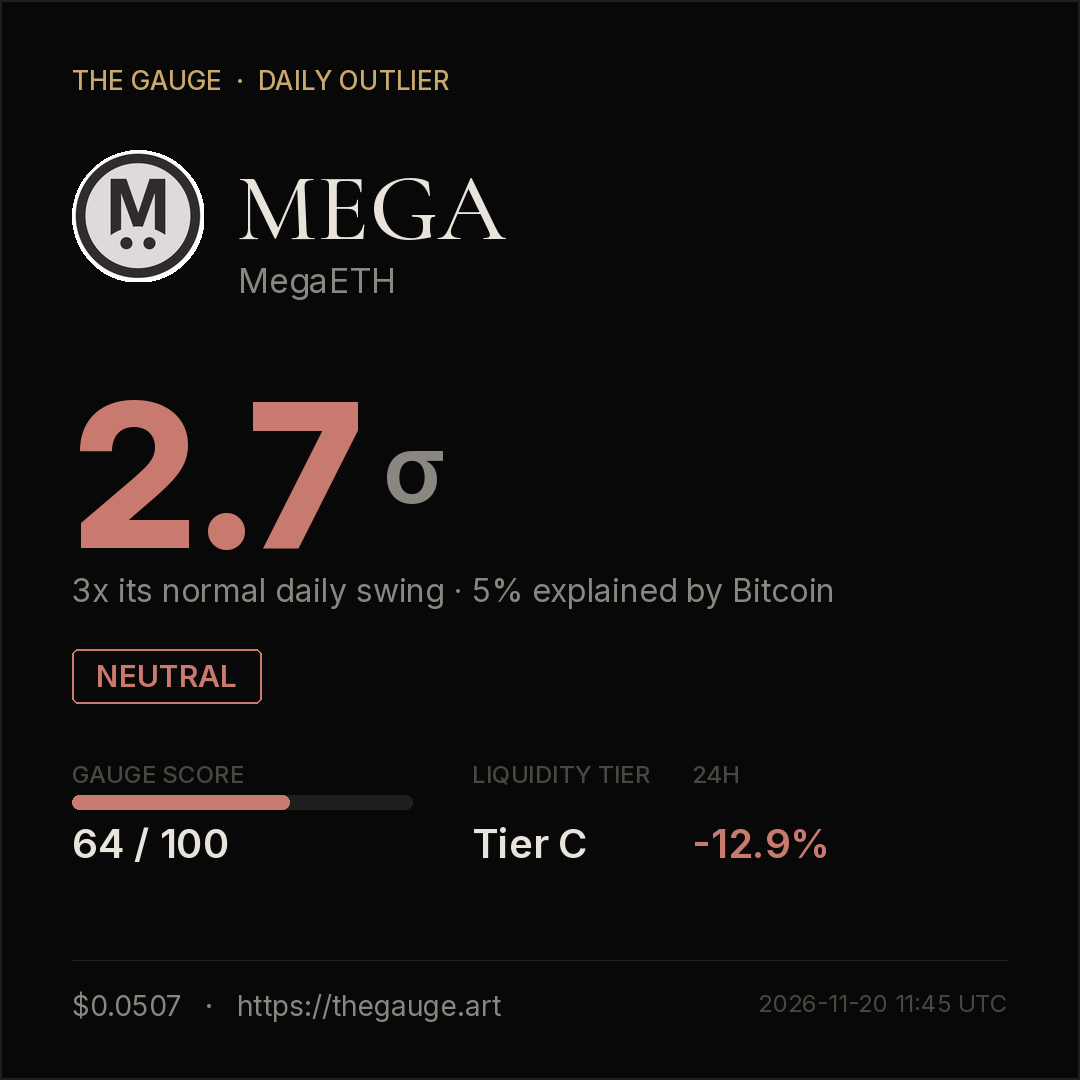 THE GAUGE · DAILY OUTLIER
M
MEGA
MegaETH
2.7 σ
3x its normal daily swing · 5% explained by Bitcoin
NEUTRAL
GAUGE SCORE LIQUIDITY TIER 24H
64 / 100 Tier C -12.9%
$0.0507 · https://thegauge.art 2026-11-20 11:45 UTC